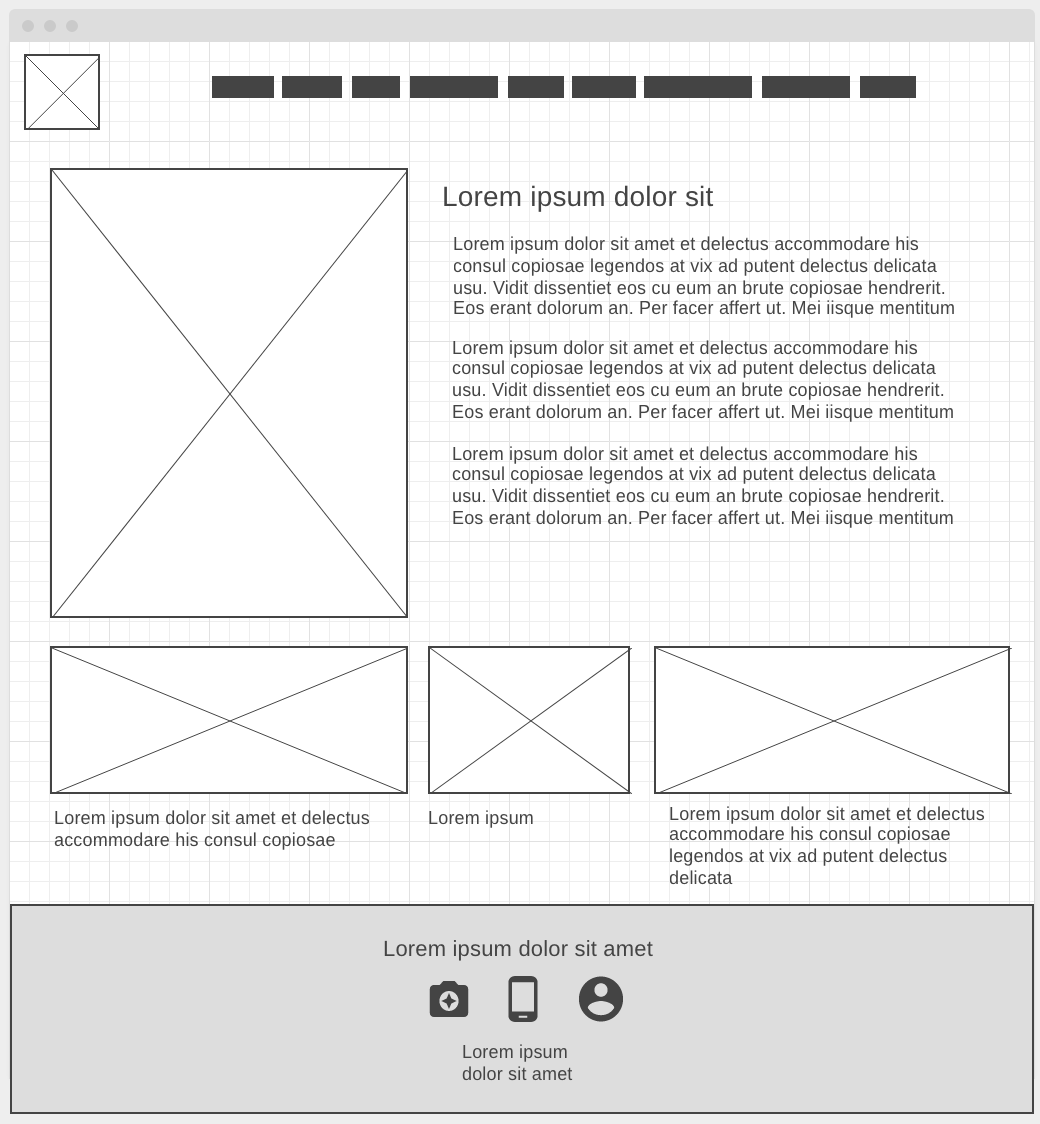 Lorem ipsum dolor sit
Lorem ipsum dolor sit amet et delectus accommodare his
consul copiosae legendos at vix ad putent delectus delicata
usu. Vidit dissentiet eos cu eum an brute copiosae hendrerit.
Eos erant dolorum an. Per facer affert ut. Mei iisque mentitum
Lorem ipsum dolor sit amet et delectus accommodare his
consul copiosae legendos at vix ad putent delectus delicata
usu. Vidit dissentiet eos cu eum an brute copiosae hendrerit.
Eos erant dolorum an. Per facer affert ut. Mei iisque mentitum
Lorem ipsum dolor sit amet et delectus accommodare his
consul copiosae legendos at vix ad putent delectus delicata
usu. Vidit dissentiet eos cu eum an brute copiosae hendrerit.
Eos erant dolorum an. Per facer affert ut. Mei iisque mentitum
Lorem ipsum dolor sit amet et delectus
accommodare his consul copiosae
Lorem ipsum
Lorem ipsum dolor sit amet et delectus
accommodare his consul copiosae
legendos at vix ad putent delectus
delicata
Lorem ipsum dolor sit amet
Lorem ipsum
dolor sit amet